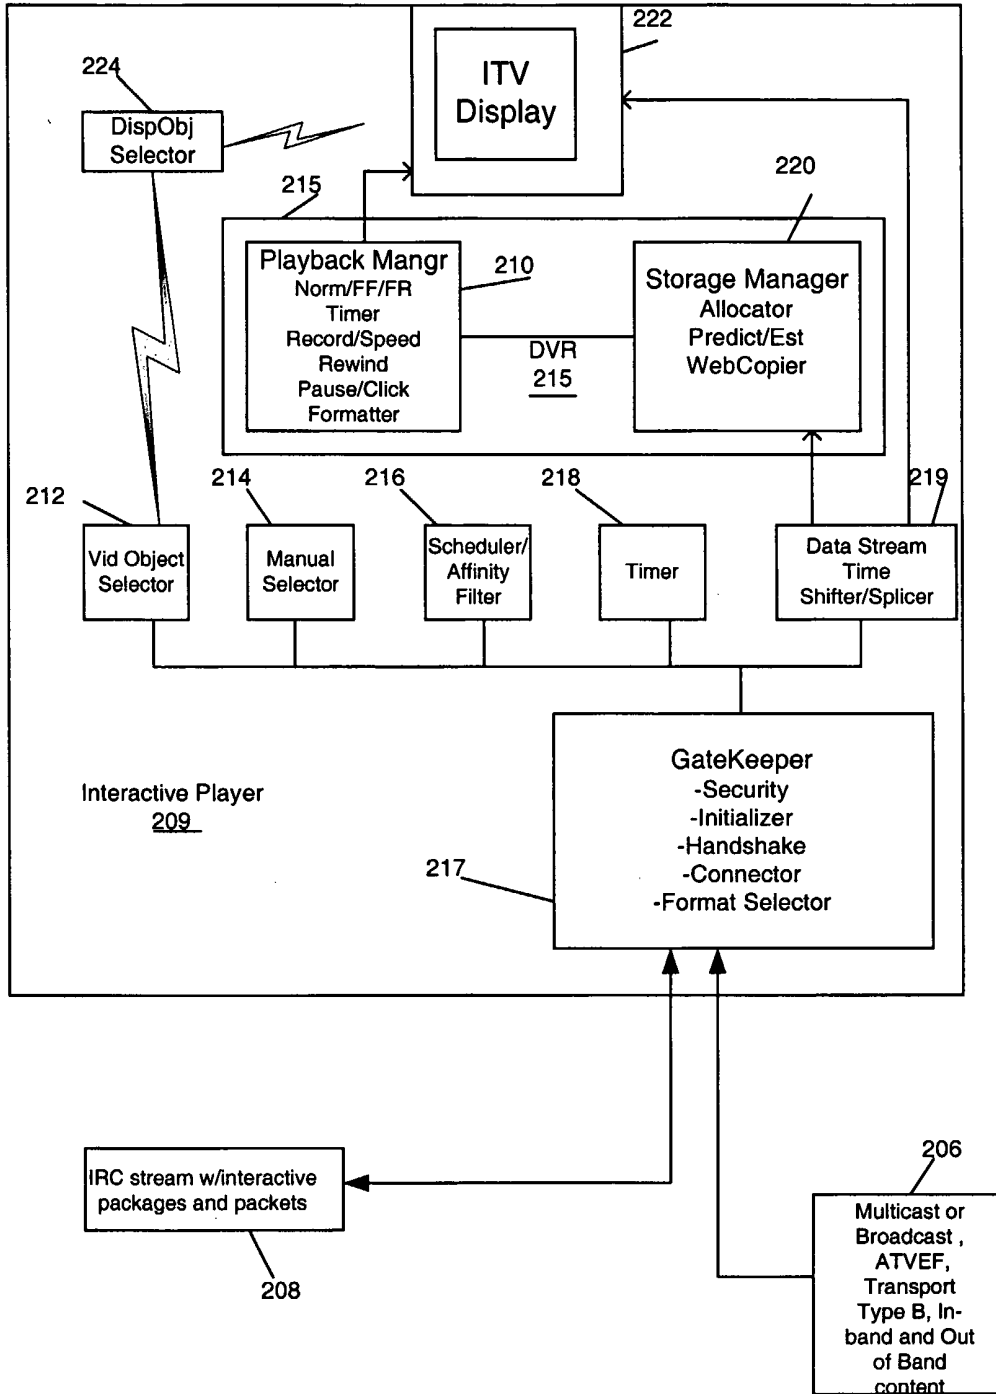 222
ITV
Display
224
DispObj
Selector
215
220
Playback Mangr
Norm/FF/FR
Timer
Record/Speed
Rewind
Pause/Click
Formatter
210
DVR
215
Storage Manager
Allocator
Predict/Est
WebCopier
212
214
216
218
219
Vid Object
Selector
Manual
Selector
Scheduler/
Affinity
Filter
Timer
Data Stream
Time
Shifter/Splicer
GateKeeper
-Security
-Initializer
-Handshake
-Connector
-Format Selector
Interactive Player
209
217
IRC stream w/interactive
packages and packets
208
206
Multicast or
Broadcast ,
ATVEF,
Transport
Type B, In-
band and Out
of Band
content